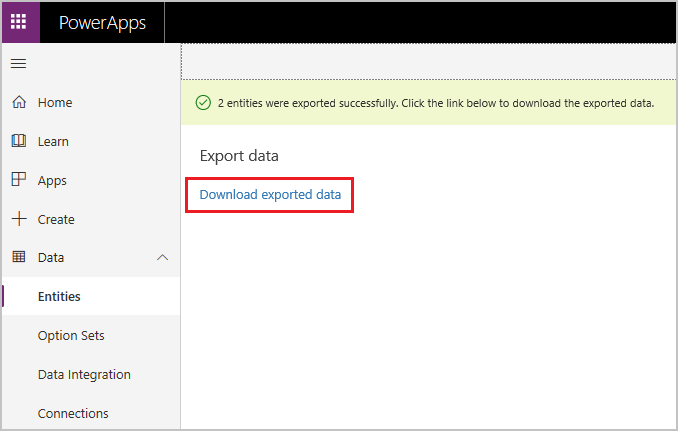 PowerApps
2 entities were exported successfully. Click the link below to download the exported data.
Home
Learn
Apps
Create
Data
Entities
Option Sets
Data Integration
Connections
Export data
Download exported data